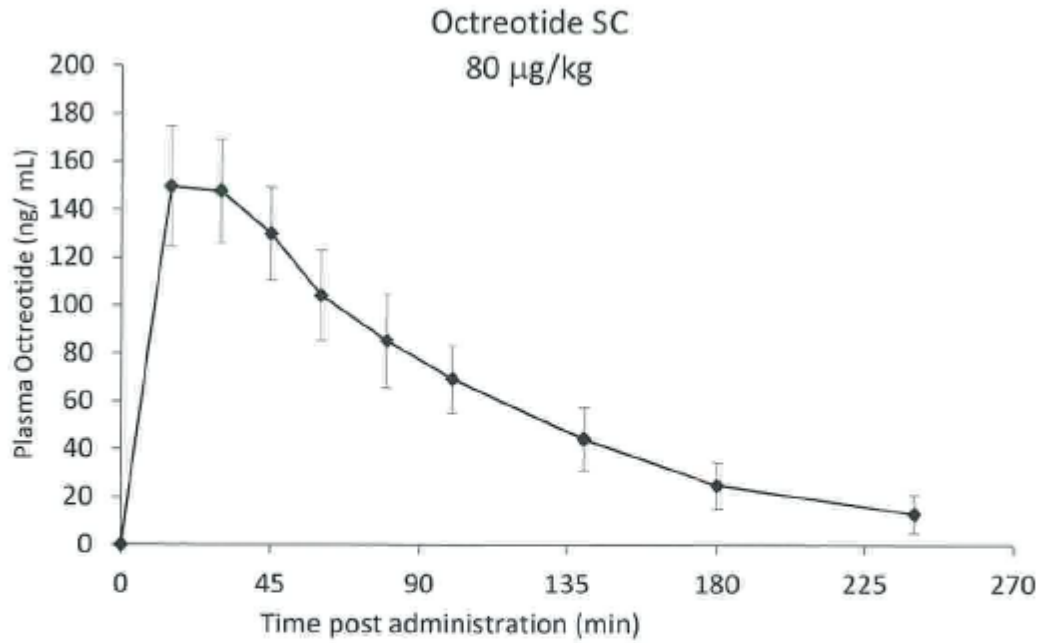 Octreotide SC
80 µg/kg
200
180
160
140
120
100
80
60
40
20
0
Plasma Octreotide (ng/ mL)
0 45 90 135 180 225 270
Time post administration (min)